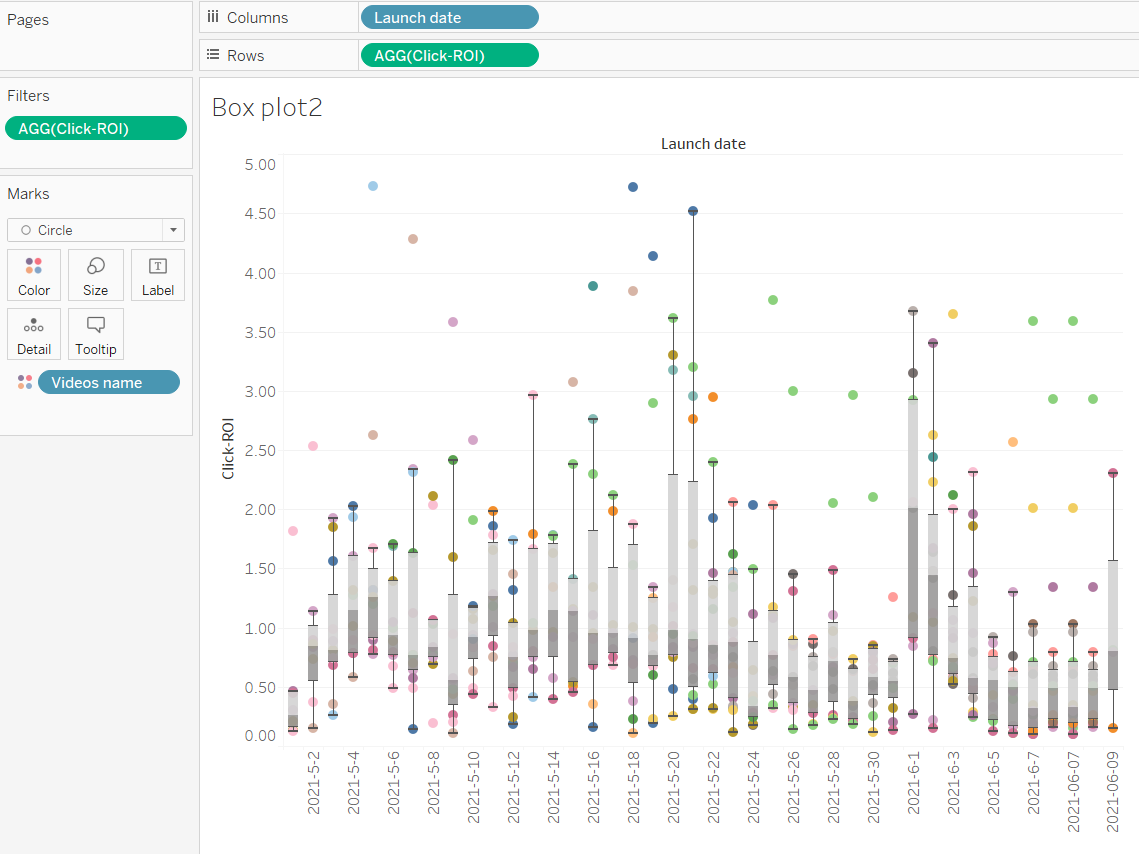 Pages
Columns
Launch date
Rows
AGG(Click-ROI)
Filters
AGG(Click-ROI)
Marks
Circle
Color
Size
Label
Detail
Tooltip
Videos name
Box plot2
Launch date
Click-ROI
5.00
4.50
4.00
3.50
3.00
2.50
2.00
1.50
1.00
0.50
0.00
2021-5-2
2021-5-4
2021-5-6
2021-5-8
2021-5-10
2021-5-12
2021-5-14
2021-5-16
2021-5-18
2021-5-20
2021-5-22
2021-5-24
2021-5-26
2021-5-28
2021-5-30
2021-6-1
2021-6-3
2021-6-5
2021-6-7
2021-06-07
2021-06-09